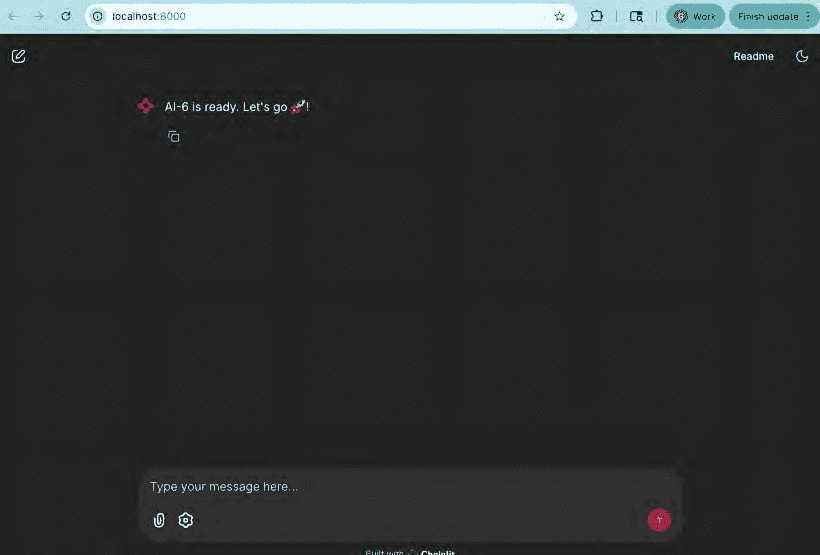 localhost:8000
Work
Finish update
Readme
AI-6 is ready. Let's go 🚀!
Type your message here...
Built with Chainlit